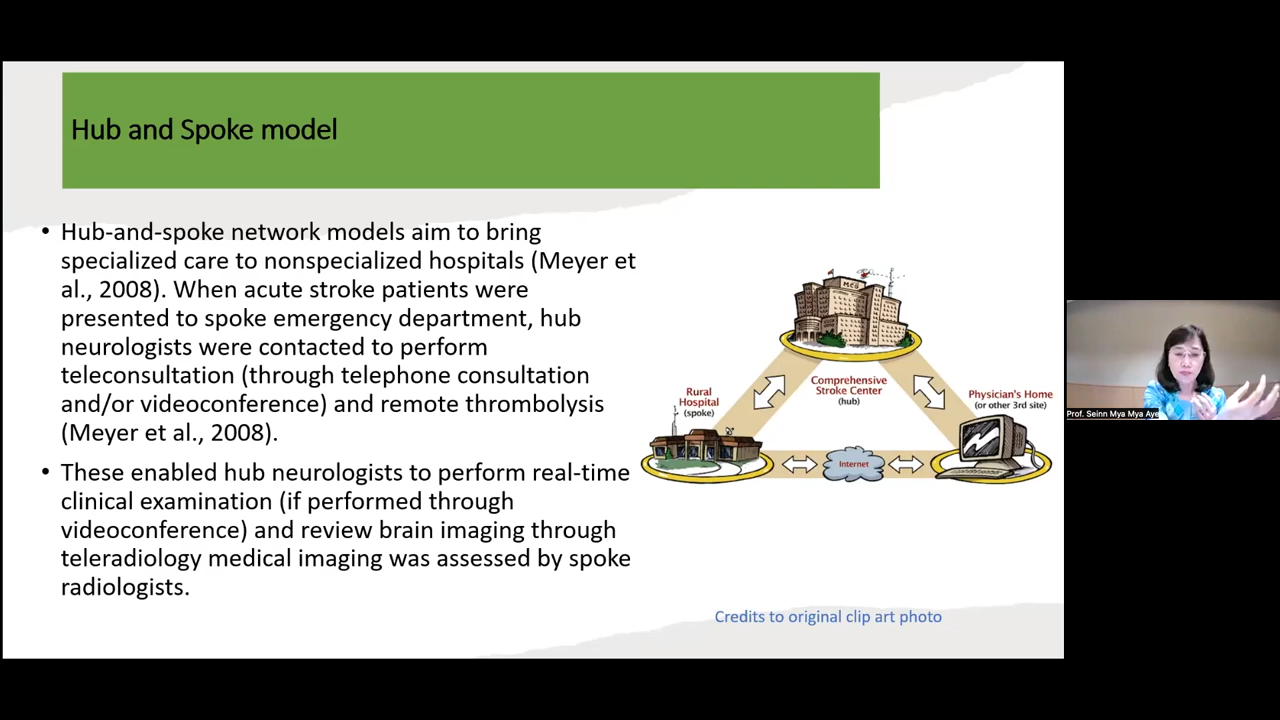 Hub and Spoke model
• Hub-and-spoke network models aim to bring
specialized care to nonspecialized hospitals (Meyer et
al., 2008). When acute stroke patients were
presented to spoke emergency department, hub
neurologists were contacted to perform
teleconsultation (through telephone consultation
and/or videoconference) and remote thrombolysis
(Meyer et al., 2008).
• These enabled hub neurologists to perform real-time
clinical examination (if performed through
videoconference) and review brain imaging through
teleradiology medical imaging was assessed by spoke
radiologists.
MCG
Comprehensive
Stroke Center
(hub)
Rural
Hospital
(spoke)
Physician's Home
(or other 3rd site)
Internet
Credits to original clip art photo
Prof. Seinn Mya Mya Aye